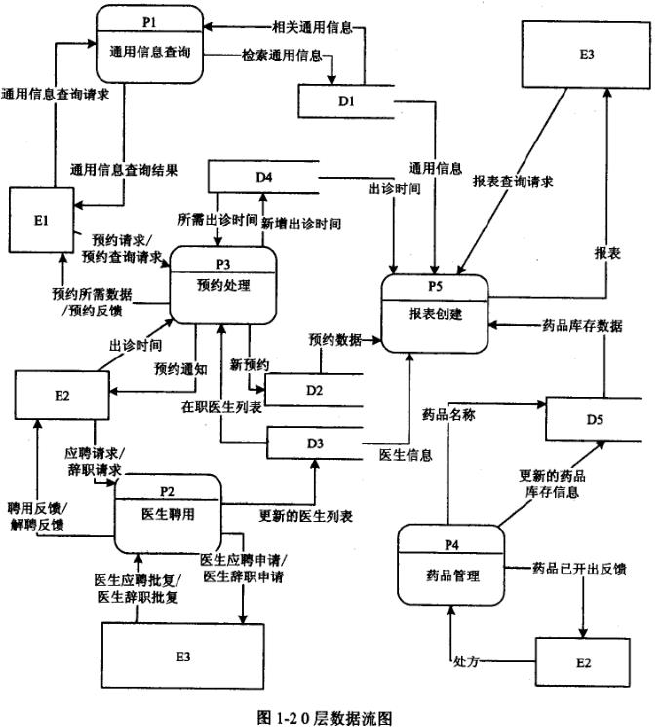 P1
通用信息查询
相关通用信息
检索通用信息
D1
E3
通用信息查询请求
通用信息查询结果
通用信息
D4
出诊时间
报表查询请求
E1
所需出诊时间
新增出诊时间
预约请求/
预约查询请求
P3
预约处理
P5
报表创建
报表
预约所需数据
/预约反馈
出诊时间
预约通知
新预约
预约数据
药品库存数据
E2
D2
在职医生列表
D3
医生信息
药品名称
D5
应聘请求/
辞职请求
更新的药品
库存信息
聘用反馈/
解聘反馈
P2
医生聘用
更新的医生列表
P4
药品管理
药品已开出反馈
医生应聘申请/
医生辞职申请
医生应聘批复/
医生辞职批复
E3
处方
E2
图 1-2 0 层数据流图